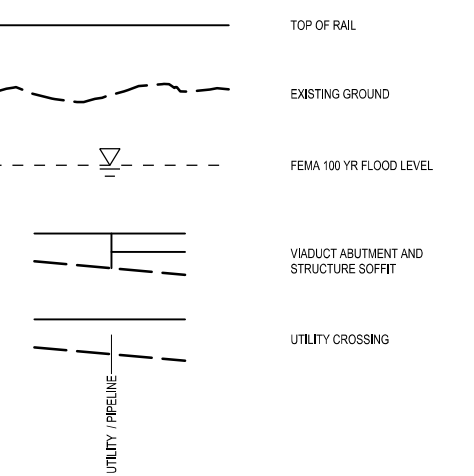 TOP OF RAIL
EXISTING GROUND
FEMA 100 YR FLOOD LEVEL
VIADUCT ABUTMENT AND
STRUCTURE SOFFIT
UTILITY CROSSING
UTILITY / PIPELINE